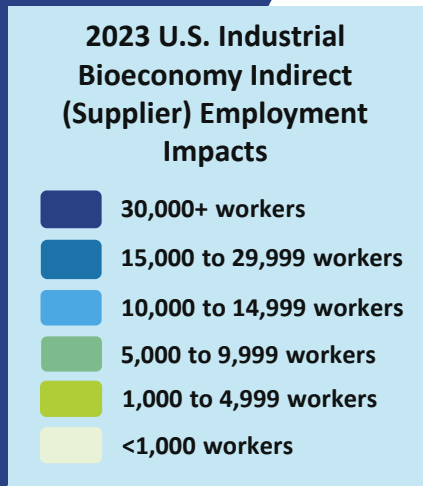 2023 U.S. Industrial
Bioeconomy Indirect
(Supplier) Employment
Impacts
30,000+ workers
15,000 to 29,999 workers
10,000 to 14,999 workers
5,000 to 9,999 workers
1,000 to 4,999 workers
<1,000 workers